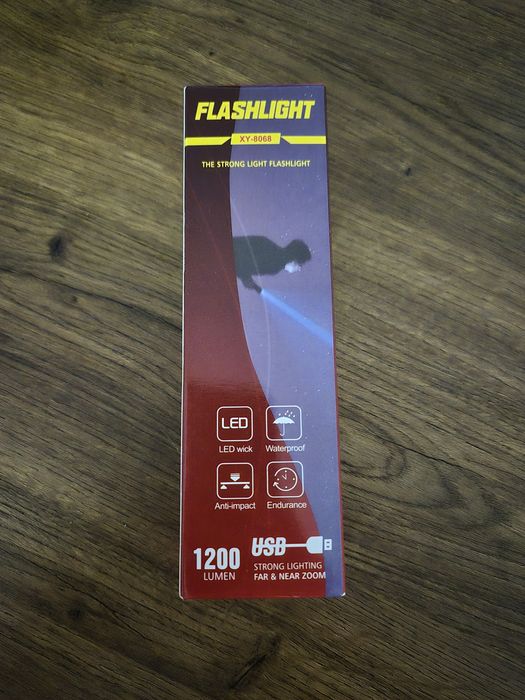 FLASHLIGHT
XY-8068
THE STRONG LIGHT FLASHLIGHT
LED
LED wick
Waterproof
Anti-impact
Endurance
1200
LUMEN
USB
STRONG LIGHTING
FAR & NEAR ZOOM